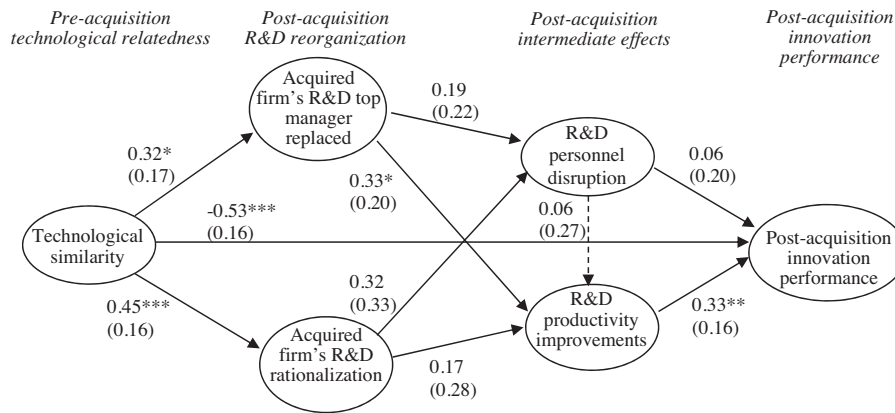 Pre-acquisition
technological relatedness
Post-acquisition
R&D reorganization
Post-acquisition
intermediate effects
Post-acquisition
innovation
performance
Acquired
firm's R&D top
manager
replaced
0.19
(0.22)
R&D
personnel
disruption
0.32*
(0.17)
0.33*
(0.20)
0.06
(0.20)
-0.53***
(0.16)
0.06
(0.27)
Technological
similarity
Post-acquisition
innovation
performance
0.45***
(0.16)
0.32
(0.33)
R&D
productivity
improvements
0.33**
(0.16)
Acquired
firm's R&D
rationalization
0.17
(0.28)